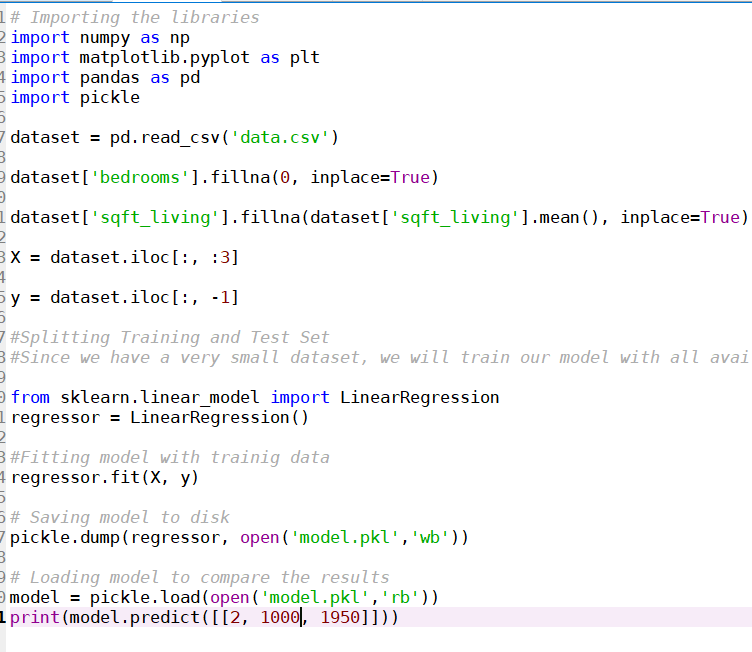 # Importing the libraries
import numpy as np
import matplotlib.pyplot as plt
import pandas as pd
import pickle
dataset = pd.read_csv('data.csv')
dataset['bedrooms'].fillna(0, inplace=True)
dataset['sqft_living'].fillna(dataset['sqft_living'].mean(), inplace=True)
X = dataset.iloc[:, :3]
y = dataset.iloc[:, -1]
#Splitting Training and Test Set
#Since we have a very small dataset, we will train our model with all avai
from sklearn.linear_model import LinearRegression
regressor = LinearRegression()
#Fitting model with trainig data
regressor.fit(X, y)
# Saving model to disk
pickle.dump(regressor, open('model.pkl','wb'))
# Loading model to compare the results
model = pickle.load(open('model.pkl','rb'))
print(model.predict([[2, 1000, 1950]]))